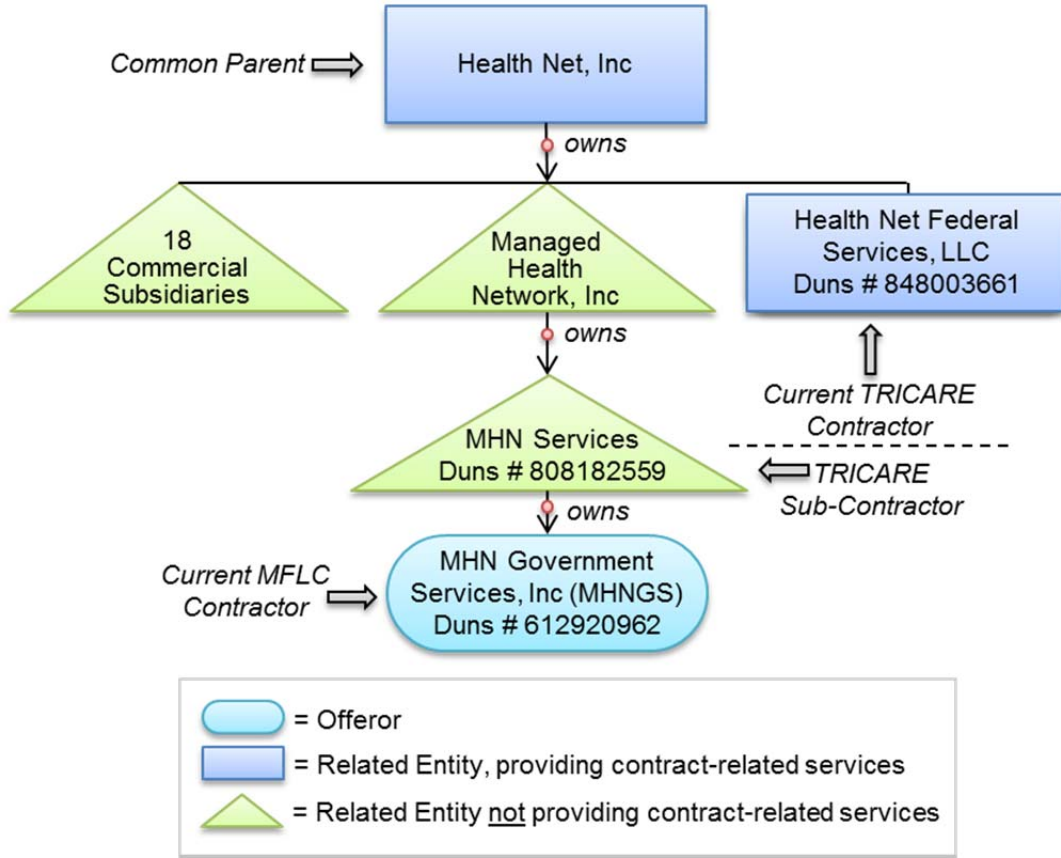 Common Parent
Health Net, Inc
owns
18
Commercial
Subsidiaries
Managed
Health
Network, Inc
Health Net Federal
Services, LLC
Duns # 848003661
owns
Current TRICARE
Contractor
MHN Services
Duns # 808182559
TRICARE
Sub-Contractor
owns
Current MFLC
Contractor
MHN Government
Services, Inc (MHNGS)
Duns # 612920962
= Offeror
= Related Entity, providing contract-related services
= Related Entity not providing contract-related services